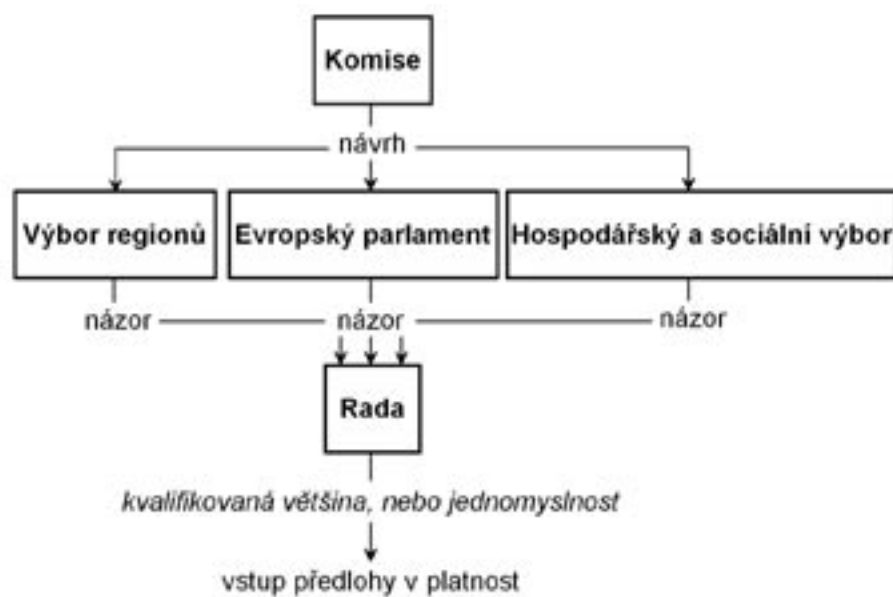 Komise
návrh
Výbor regionů
Evropský parlament
Hospodářský a sociální výbor
názor
názor
názor
Rada
kvalifikovaná většina, nebo jednomyslnost
vstup předlohy v platnost